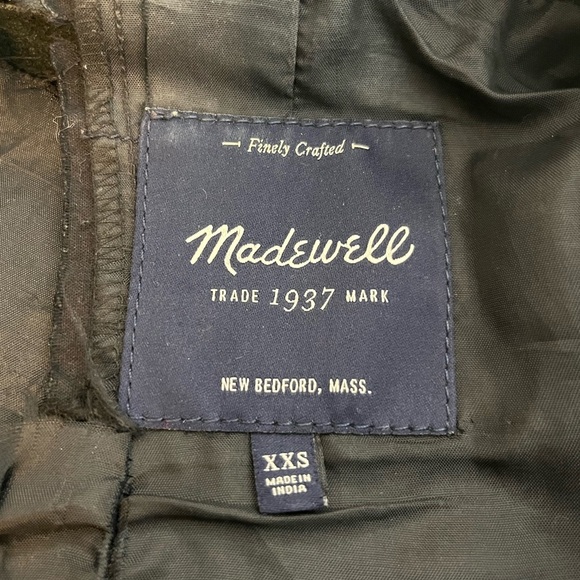 Finely Crafted
Madewell
TRADE 1937 MARK
NEW BEDFORD, MASS.
XXS
MADE IN
INDIA